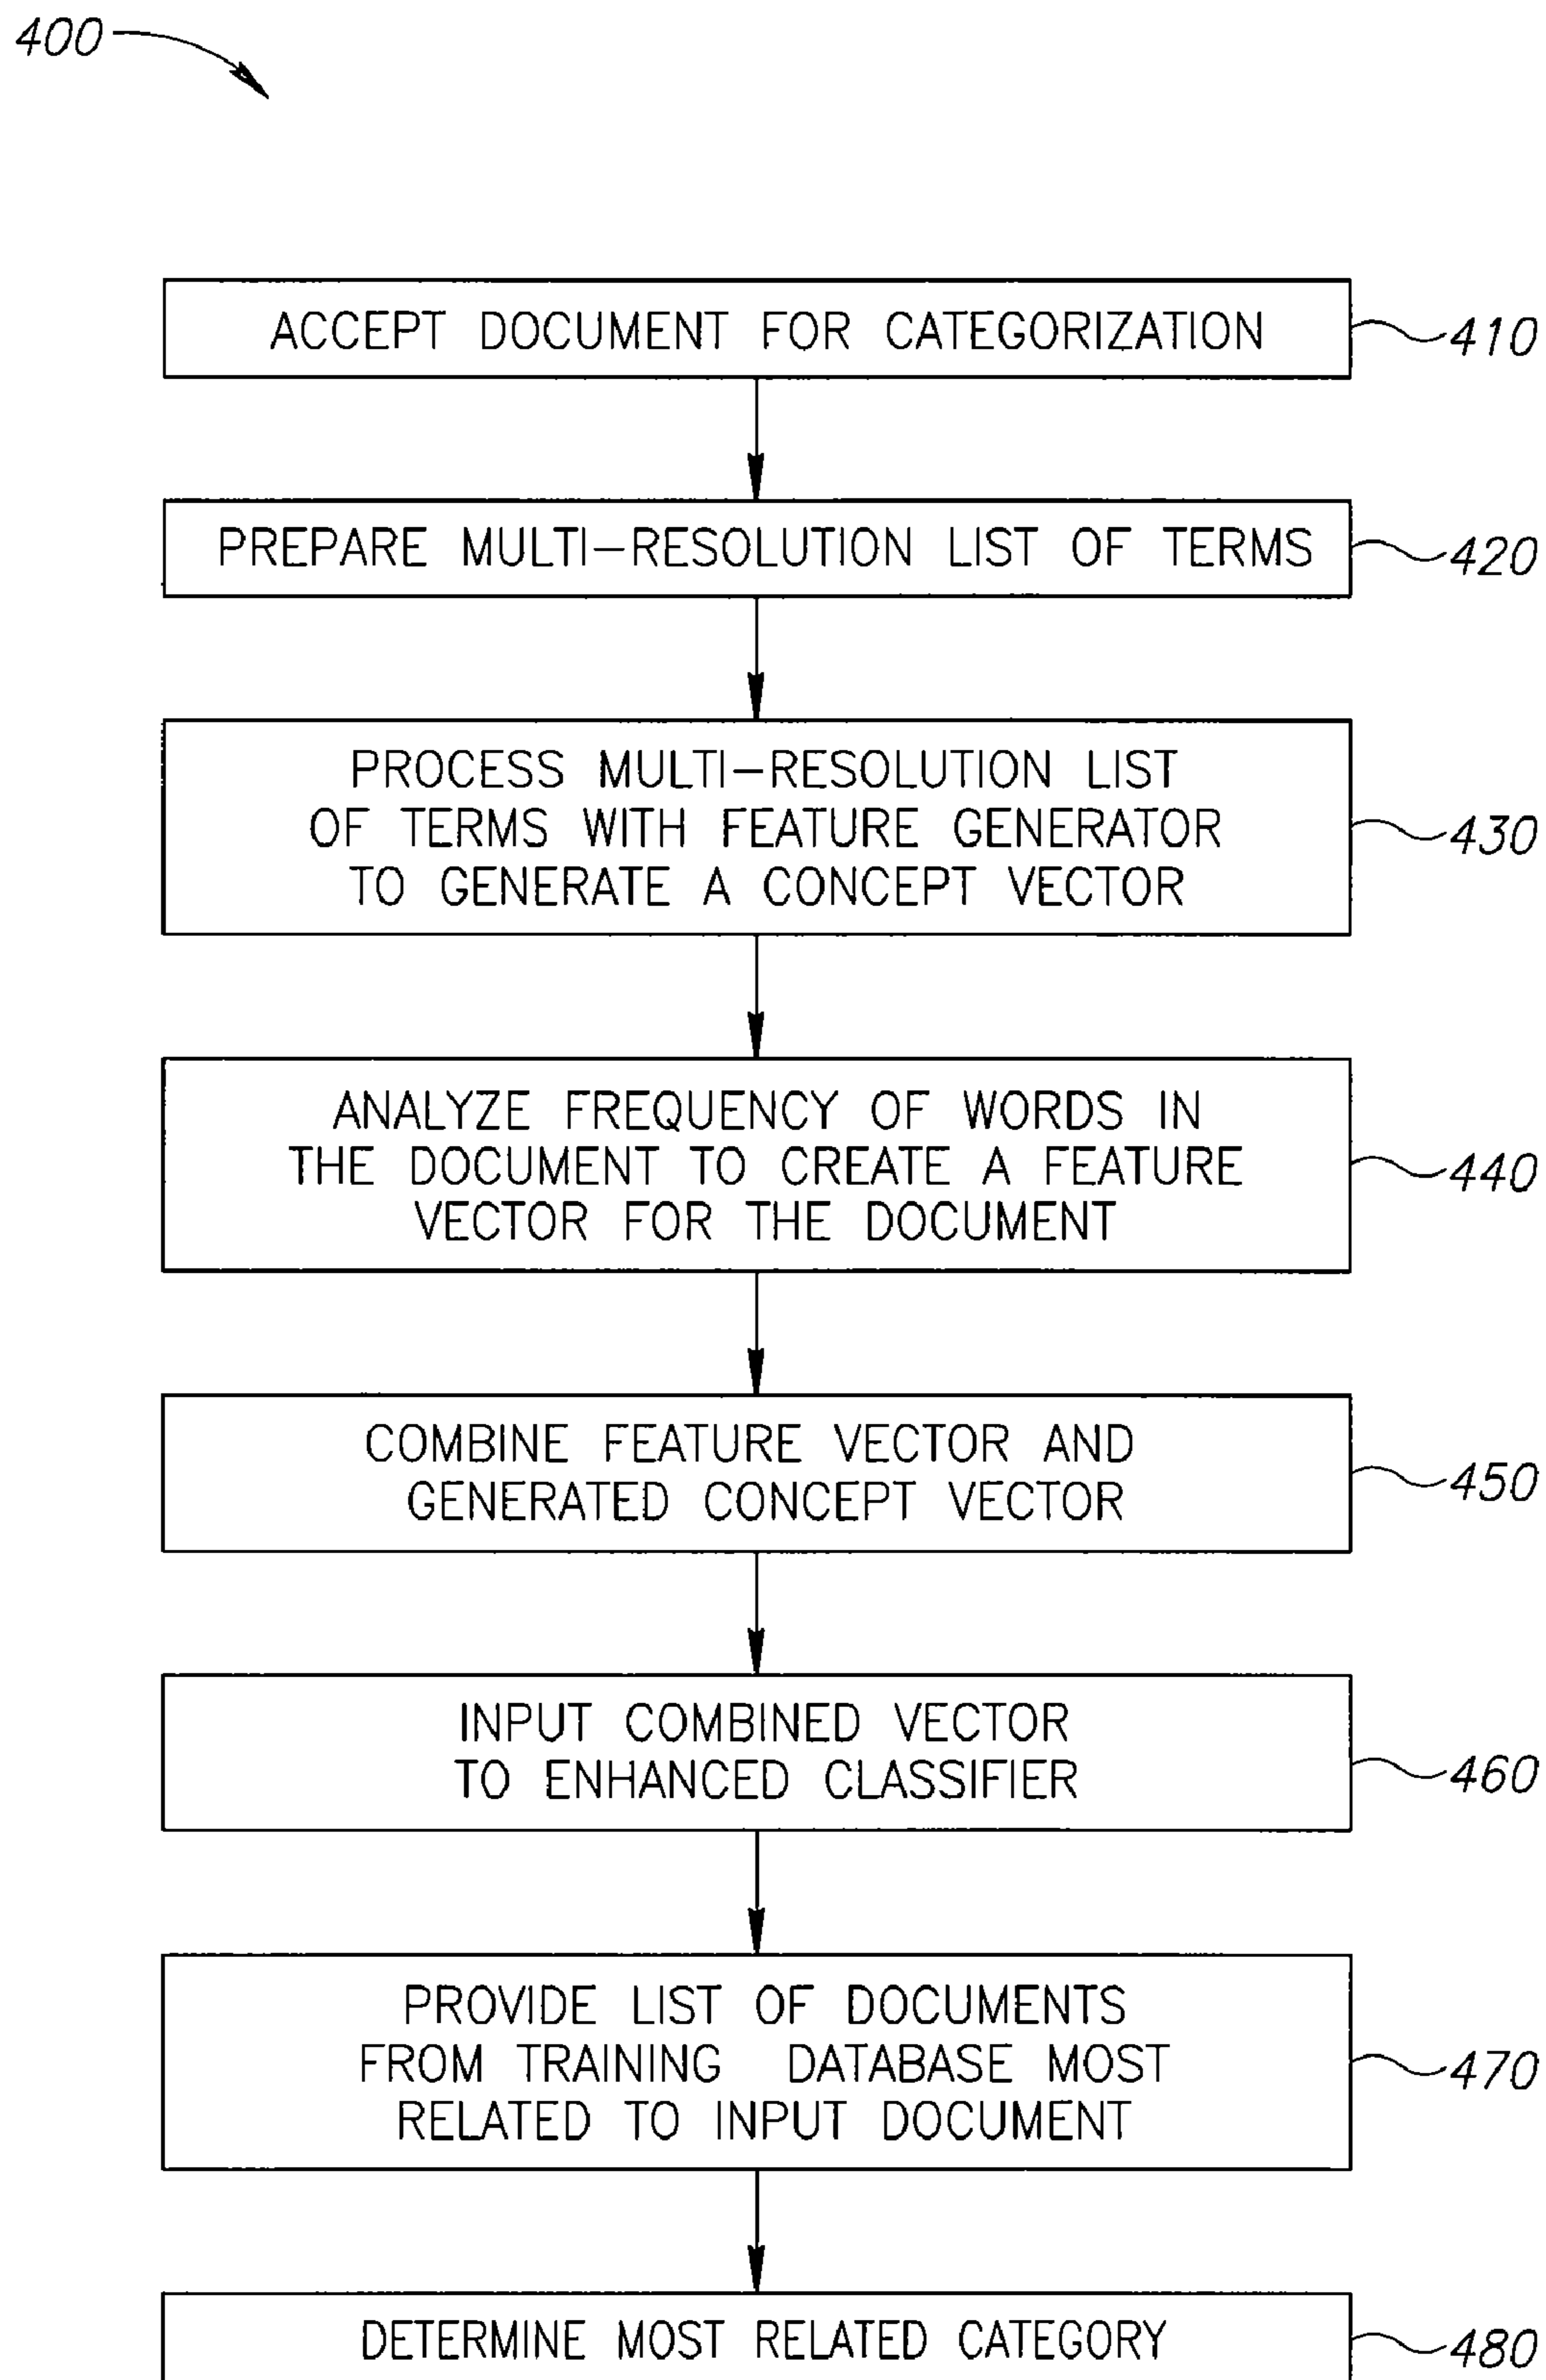 400
ACCEPT DOCUMENT FOR CATEGORIZATION
410
PREPARE MULTI-RESOLUTION LIST OF TERMS
420
PROCESS MULTI-RESOLUTION LIST
OF TERMS WITH FEATURE GENERATOR
TO GENERATE A CONCEPT VECTOR
430
ANALYZE FREQUENCY OF WORDS IN
THE DOCUMENT TO CREATE A FEATURE
VECTOR FOR THE DOCUMENT
440
COMBINE FEATURE VECTOR AND
GENERATED CONCEPT VECTOR
450
INPUT COMBINED VECTOR
TO ENHANCED CLASSIFIER
460
PROVIDE LIST OF DOCUMENTS
FROM TRAINING DATABASE MOST
RELATED TO INPUT DOCUMENT
470
DETERMINE MOST RELATED CATEGORY
480